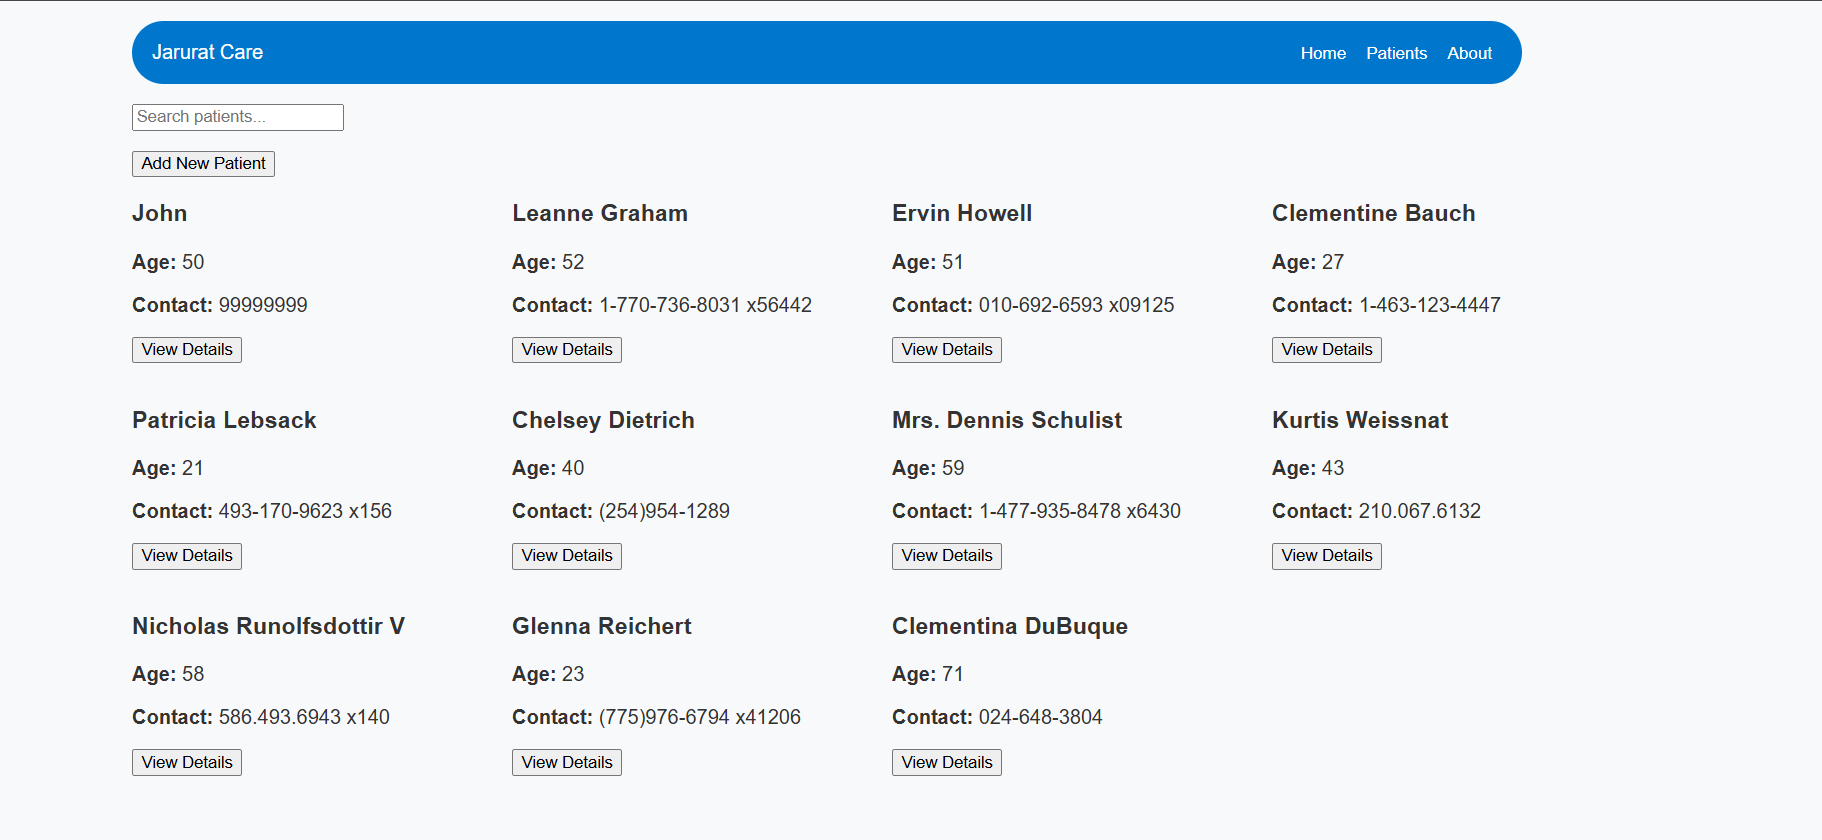 Jarurat Care Home Patients About
Search patients...
Add New Patient
John
Age: 50
Contact: 99999999
View Details
Leanne Graham
Age: 52
Contact: 1-770-736-8031 x56442
View Details
Ervin Howell
Age: 51
Contact: 010-692-6593 x09125
View Details
Clementine Bauch
Age: 27
Contact: 1-463-123-4447
View Details
Patricia Lebsack
Age: 21
Contact: 493-170-9623 x156
View Details
Chelsey Dietrich
Age: 40
Contact: (254)954-1289
View Details
Mrs. Dennis Schulist
Age: 59
Contact: 1-477-935-8478 x6430
View Details
Kurtis Weissnat
Age: 43
Contact: 210.067.6132
View Details
Nicholas Runolfsdottir V
Age: 58
Contact: 586.493.6943 x140
View Details
Glenna Reichert
Age: 23
Contact: (775)976-6794 x41206
View Details
Clementina DuBuque
Age: 71
Contact: 024-648-3804
View Details